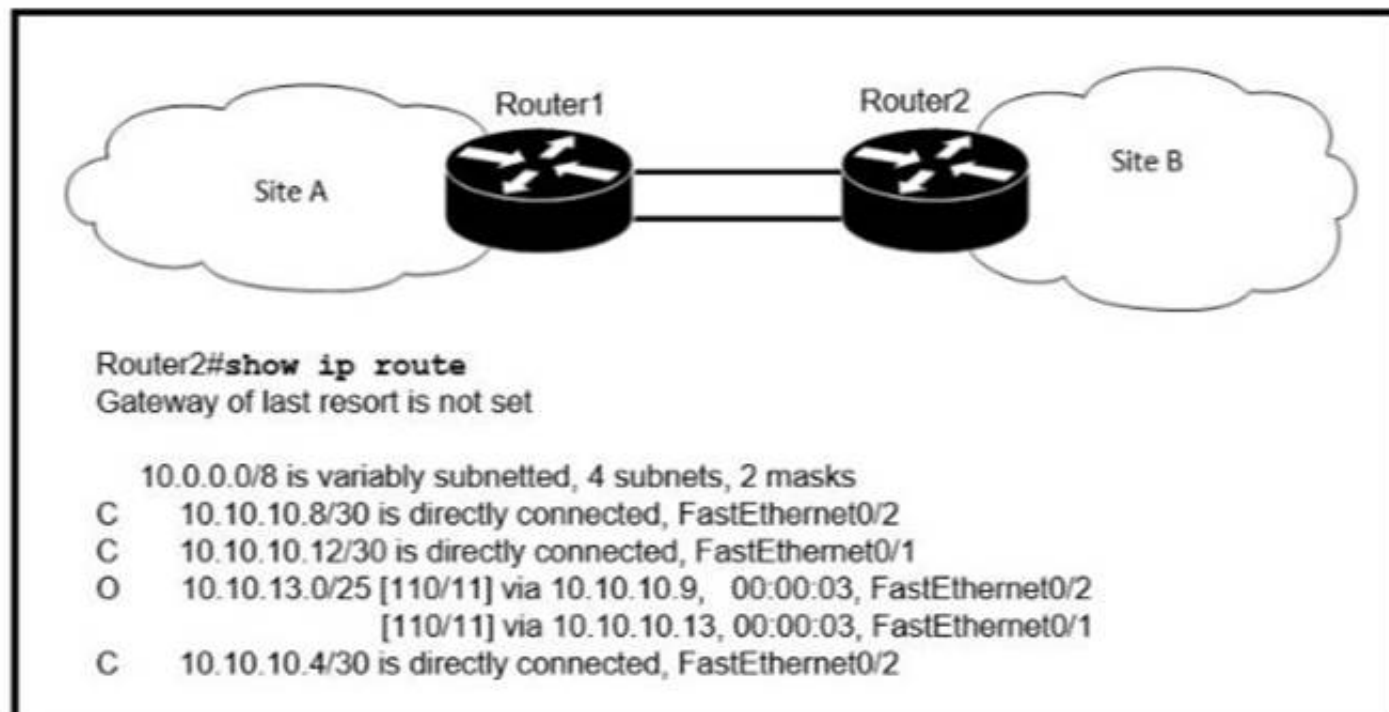 Router1
Router2
Site A
Site B
Router2#show ip route
Gateway of last resort is not set
10.0.0.0/8 is variably subnetted, 4 subnets, 2 masks
C 10.10.10.8/30 is directly connected, FastEthernet0/2
C 10.10.10.12/30 is directly connected, FastEthernet0/1
O 10.10.13.0/25 [110/11] via 10.10.10.9, 00:00:03, FastEthernet0/2
[110/11] via 10.10.10.13, 00:00:03, FastEthernet0/1
C 10.10.10.4/30 is directly connected, FastEthernet0/2